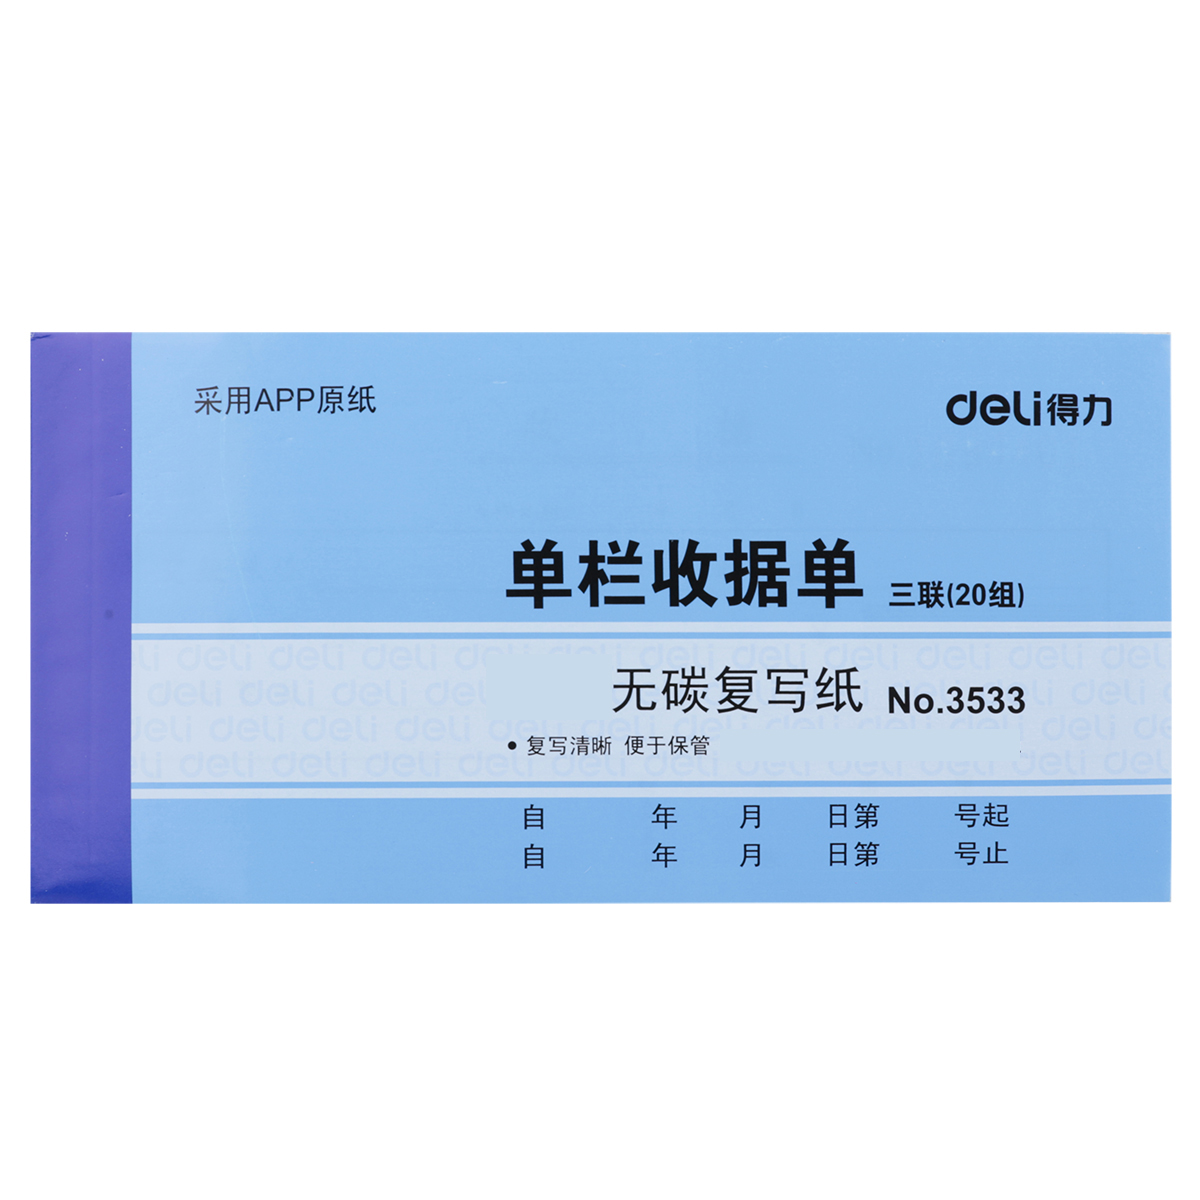 采用APP原纸
deli得力
单栏收据单 三联(20组)
无碳复写纸 No.3533
• 复写清晰 便于保管
自 年 月 日第 号起
自 年 月 日第 号止